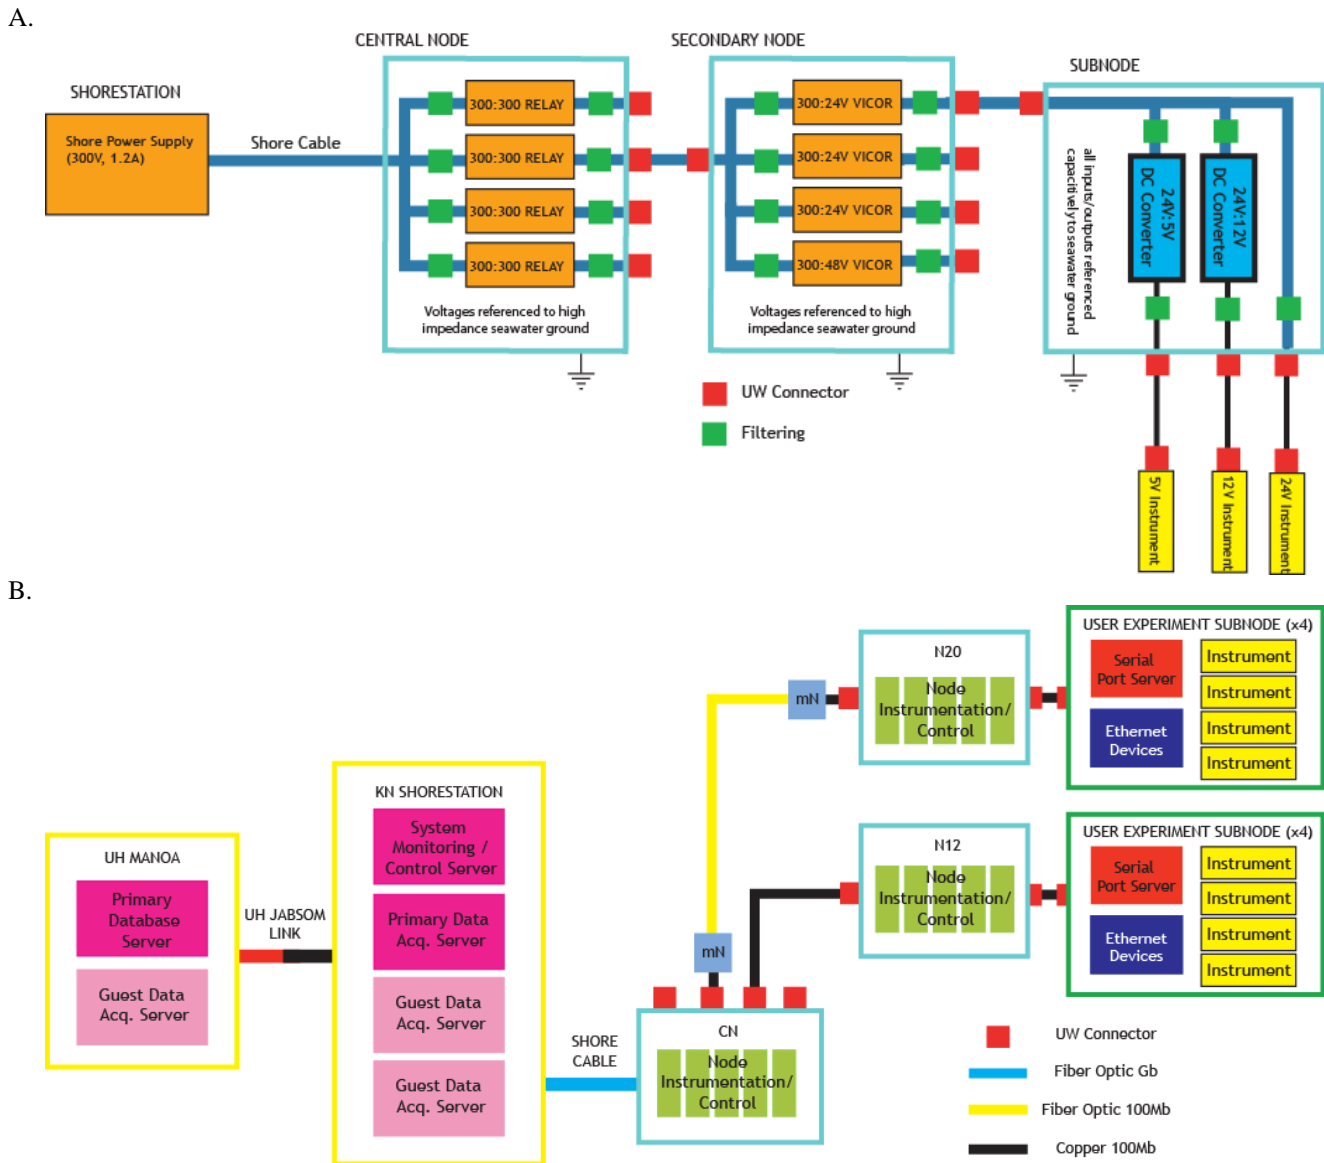 A.
CENTRAL NODE
SECONDARY NODE
SUBNODE
SHORESTATION
Shore Power Supply
(300V, 1.2A)
Shore Cable
300:300 RELAY
300:300 RELAY
300:300 RELAY
300:300 RELAY
Voltages referenced to high
impedance seawater ground
300:24V VICOR
300:24V VICOR
300:24V VICOR
300:48V VICOR
Voltages referenced to high
impedance seawater ground
all inputs/outputs referenced
capacitively to seawater ground
24V:5V
DC Converter
24V:12V
DC Converter
UW Connector
Filtering
5V Instrument
12V Instrument
24V Instrument
B.
UH MANOA
Primary
Database
Server
Guest Data
Acq. Server
UH JABSOM
LINK
KN SHORESTATION
System
Monitoring /
Control Server
Primary Data
Acq. Server
Guest Data
Acq. Server
Guest Data
Acq. Server
SHORE
CABLE
CN
Node
Instrumentation/
Control
mN
mN
N20
Node
Instrumentation/
Control
USER EXPERIMENT SUBNODE (x4)
Serial
Port Server
Ethernet
Devices
Instrument
Instrument
Instrument
Instrument
N12
Node
Instrumentation/
Control
USER EXPERIMENT SUBNODE (x4)
Serial
Port Server
Ethernet
Devices
Instrument
Instrument
Instrument
Instrument
UW Connector
Fiber Optic Gb
Fiber Optic 100Mb
Copper 100Mb